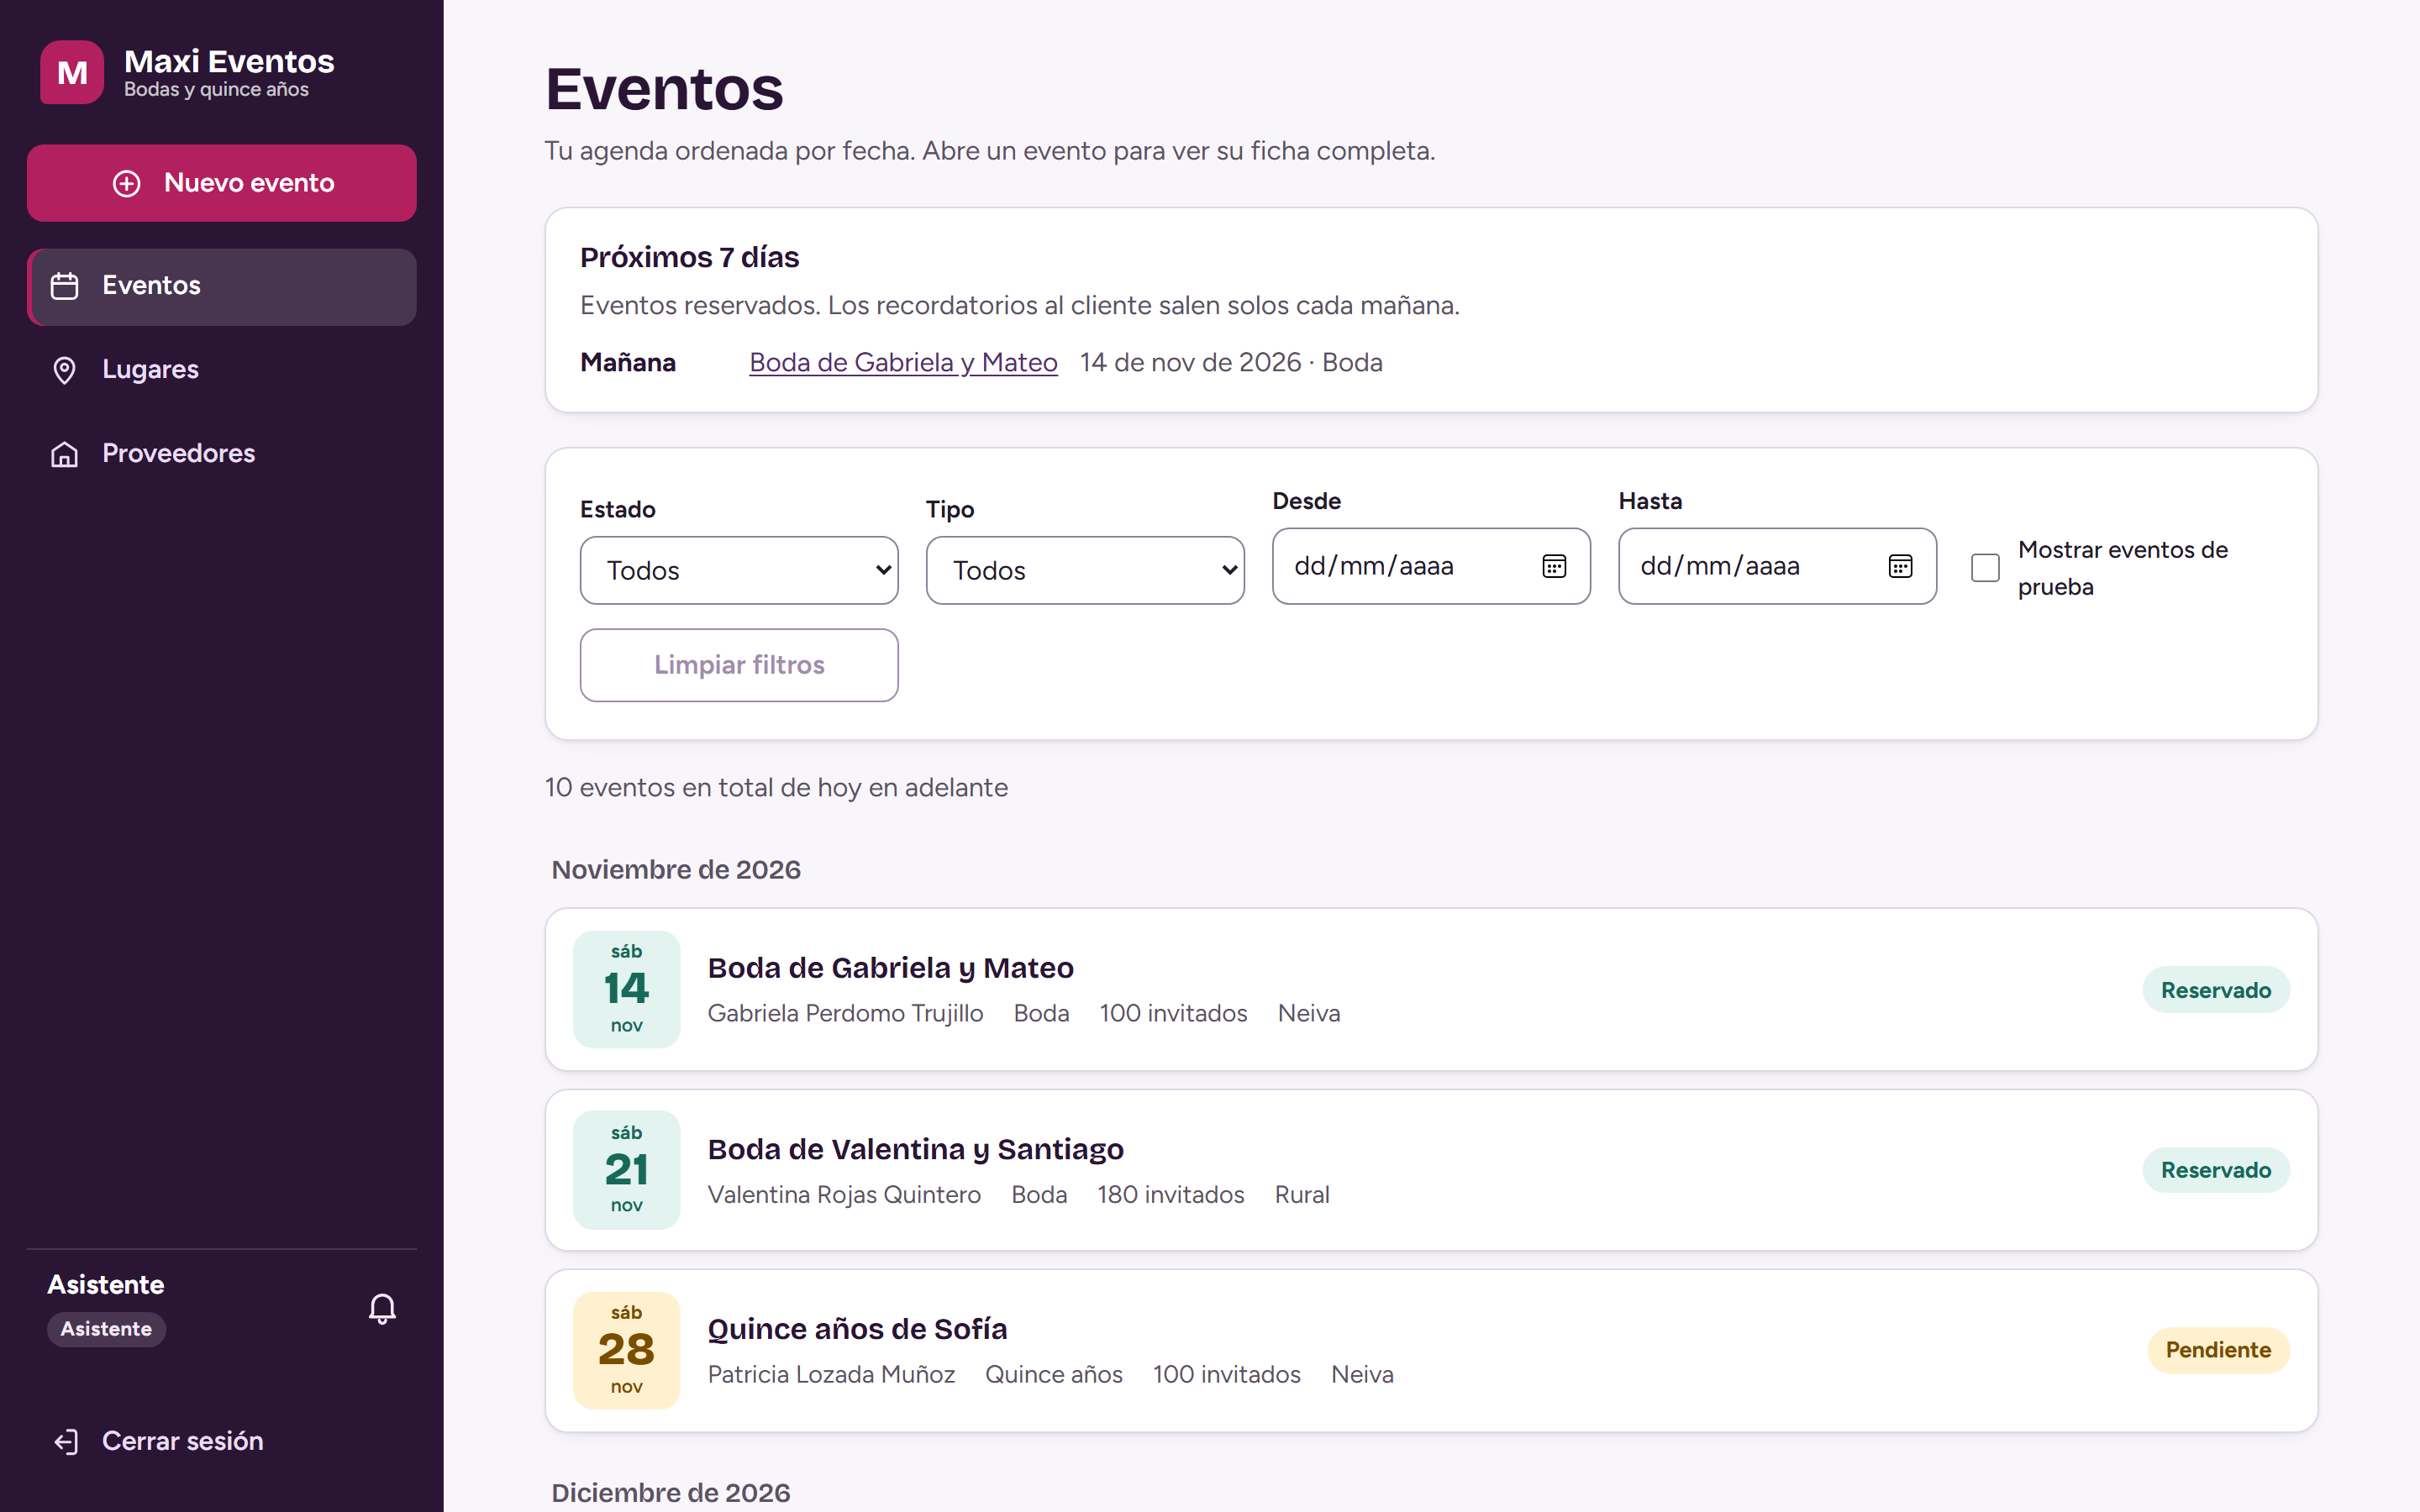 M
Maxi Eventos
Bodas y quince años
Nuevo evento
Eventos
Lugares
Proveedores
Asistente
Asistente
Cerrar sesión
Eventos
Tu agenda ordenada por fecha. Abre un evento para ver su ficha completa.
Próximos 7 días
Eventos reservados. Los recordatorios al cliente salen solos cada mañana.
Mañana Boda de Gabriela y Mateo 14 de nov de 2026 · Boda
Estado Tipo Desde Hasta
Todos Todos dd/mm/aaaa dd/mm/aaaa
Mostrar eventos de
prueba
Limpiar filtros
10 eventos en total de hoy en adelante
Noviembre de 2026
sáb
14
nov
Boda de Gabriela y Mateo
Gabriela Perdomo Trujillo Boda 100 invitados Neiva
Reservado
sáb
21
nov
Boda de Valentina y Santiago
Valentina Rojas Quintero Boda 180 invitados Rural
Reservado
sáb
28
nov
Quince años de Sofía
Patricia Lozada Muñoz Quince años 100 invitados Neiva
Pendiente
Diciembre de 2026